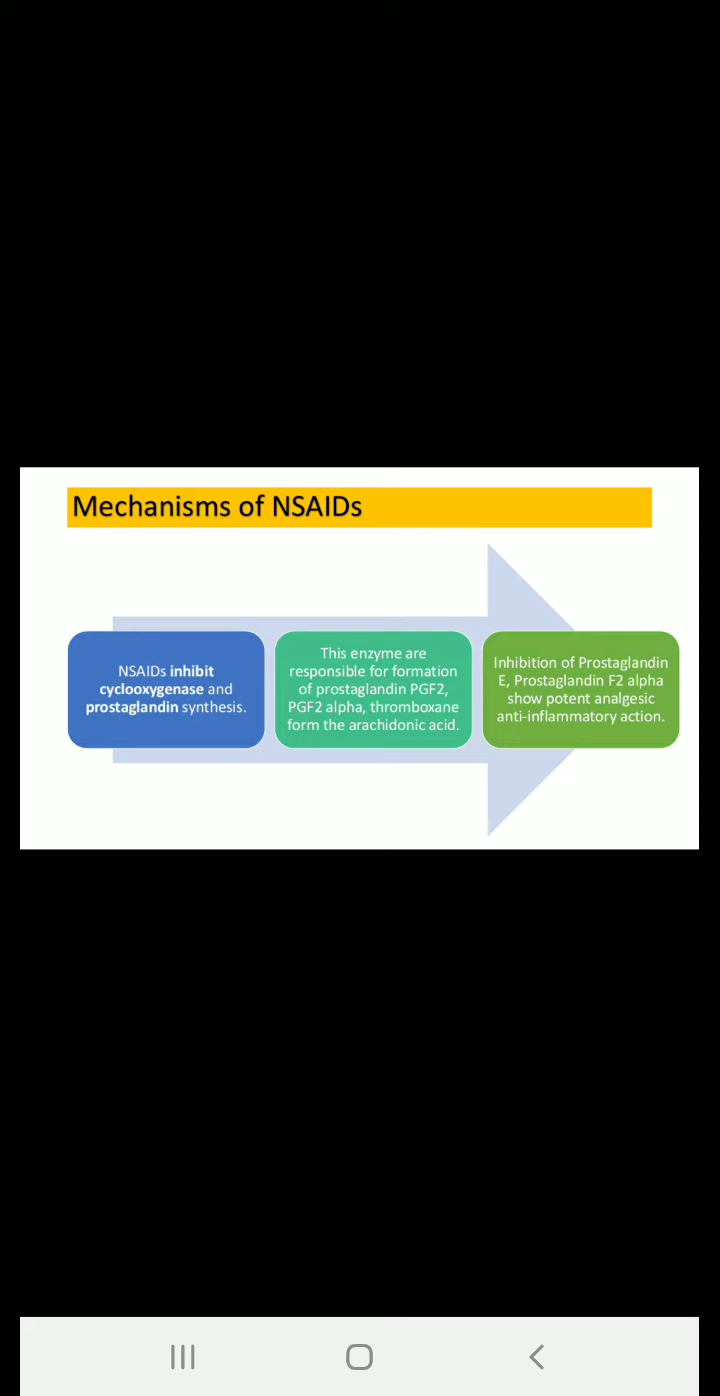 Mechanisms of NSAIDs
NSAIDs inhibit
cyclooxygenase and
prostaglandin synthesis.
This enzyme are
responsible for formation
of prostaglandin PGF2,
PGF2 alpha, thromboxane
form the arachidonic acid.
Inhibition of Prostaglandin
E, Prostaglandin F2 alpha
show potent analgesic
anti-inflammatory action.